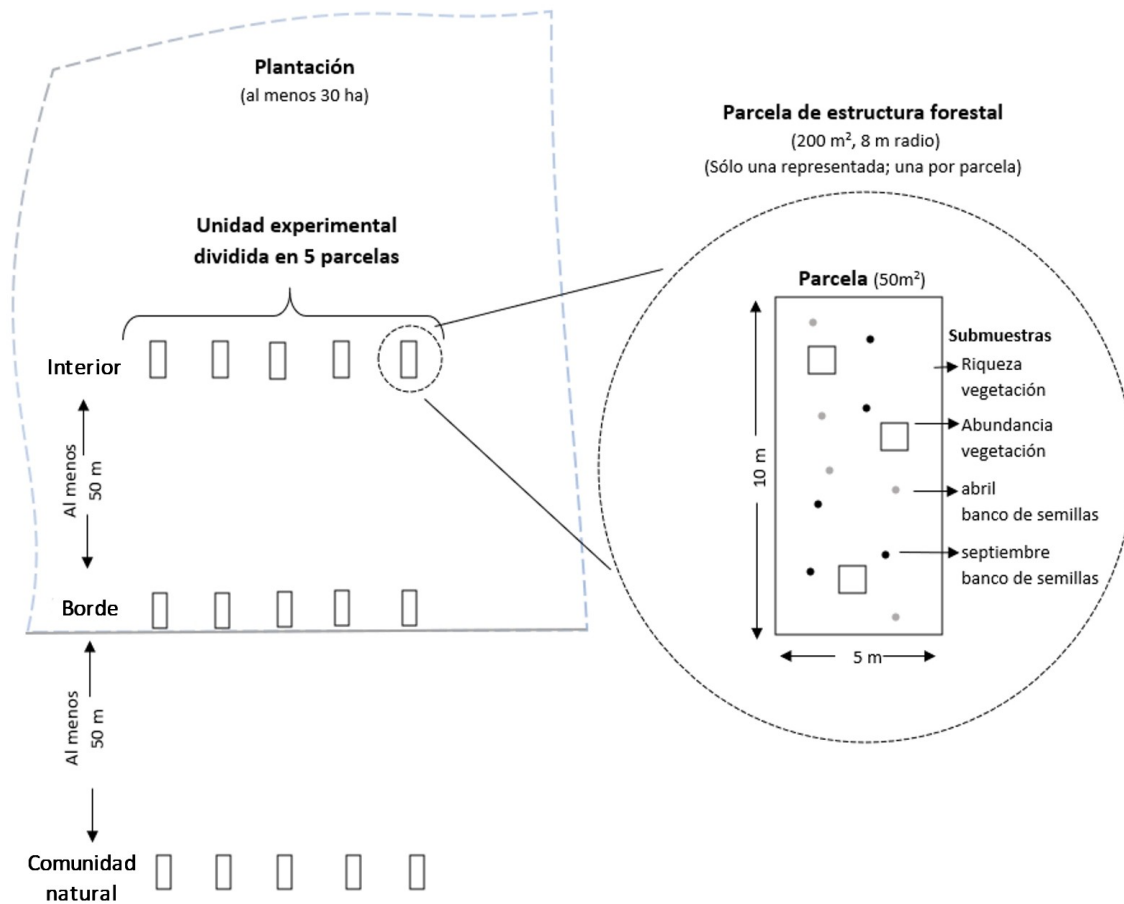 Plantación
(al menos 30 ha)
Parcela de estructura forestal
(200 m², 8 m radio)
(Sólo una representada; una por parcela)
Unidad experimental
dividida en 5 parcelas
Parcela (50m²)
Submuestras
Riqueza
vegetación
Abundancia
vegetación
abril
banco de semillas
septiembre
banco de semillas
10 m
5 m
Interior
Al menos
50 m
Borde
Al menos
50 m
Comunidad
natural